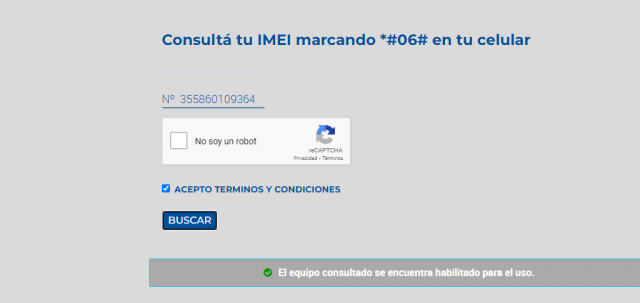 Consultá tu IMEI marcando *#06# en tu celular
Nº 355860109364
No soy un robot
reCAPTCHA
Privacidad - Términos
ACEPTO TERMINOS Y CONDICIONES
BUSCAR
El equipo consultado se encuentra habilitado para el uso.